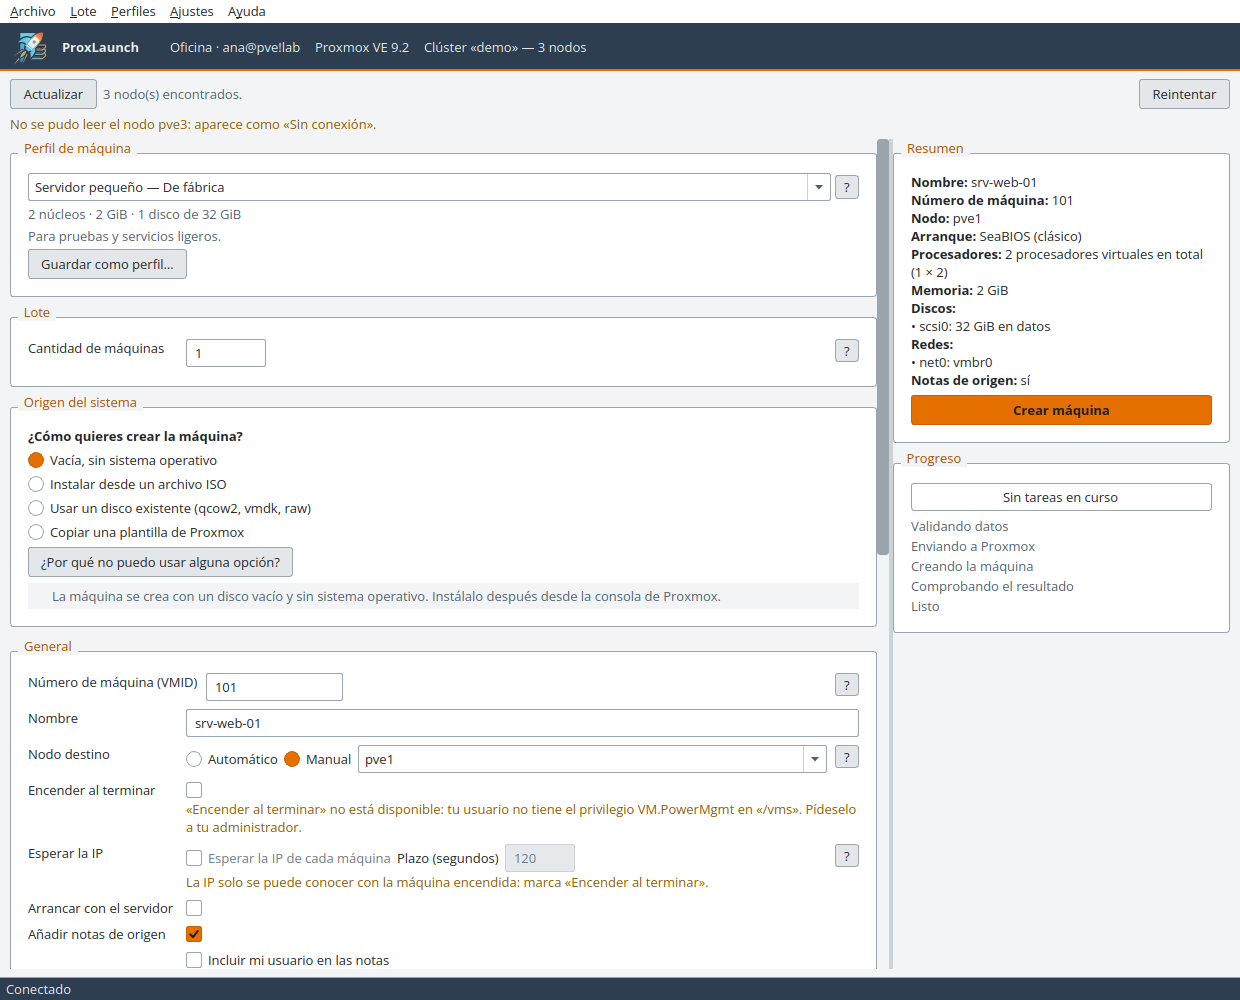 Archivo Lote Perfiles Ajustes Ayuda
ProxLaunch Oficina · ana@pve!lab Proxmox VE 9.2 Clúster «demo» — 3 nodos
Actualizar 3 nodo(s) encontrados. Reintentar
No se pudo leer el nodo pve3: aparece como «Sin conexión».
Perfil de máquina
Servidor pequeño — De fábrica ?
2 núcleos · 2 GiB · 1 disco de 32 GiB
Para pruebas y servicios ligeros.
Guardar como perfil...
Lote
Cantidad de máquinas 1 ?
Origen del sistema
¿Cómo quieres crear la máquina?
Vacía, sin sistema operativo
Instalar desde un archivo ISO
Usar un disco existente (qcow2, vmdk, raw)
Copiar una plantilla de Proxmox
¿Por qué no puedo usar alguna opción?
La máquina se crea con un disco vacío y sin sistema operativo. Instálalo después desde la consola de Proxmox.
General
Número de máquina (VMID) 101 ?
Nombre srv-web-01
Nodo destino Automático Manual pve1 ?
Encender al terminar
«Encender al terminar» no está disponible: tu usuario no tiene el privilegio VM.PowerMgmt en «/vms». Pídeselo
a tu administrador.
Esperar la IP Esperar la IP de cada máquina Plazo (segundos) 120 ?
La IP solo se puede conocer con la máquina encendida: marca «Encender al terminar».
Arrancar con el servidor
Añadir notas de origen
Incluir mi usuario en las notas
Resumen
Nombre: srv-web-01
Número de máquina: 101
Nodo: pve1
Arranque: SeaBIOS (clásico)
Procesadores: 2 procesadores virtuales en total
(1 × 2)
Memoria: 2 GiB
Discos:
• scsi0: 32 GiB en datos
Redes:
• net0: vmbr0
Notas de origen: sí
Crear máquina
Progreso
Sin tareas en curso
Validando datos
Enviando a Proxmox
Creando la máquina
Comprobando el resultado
Listo
Conectado